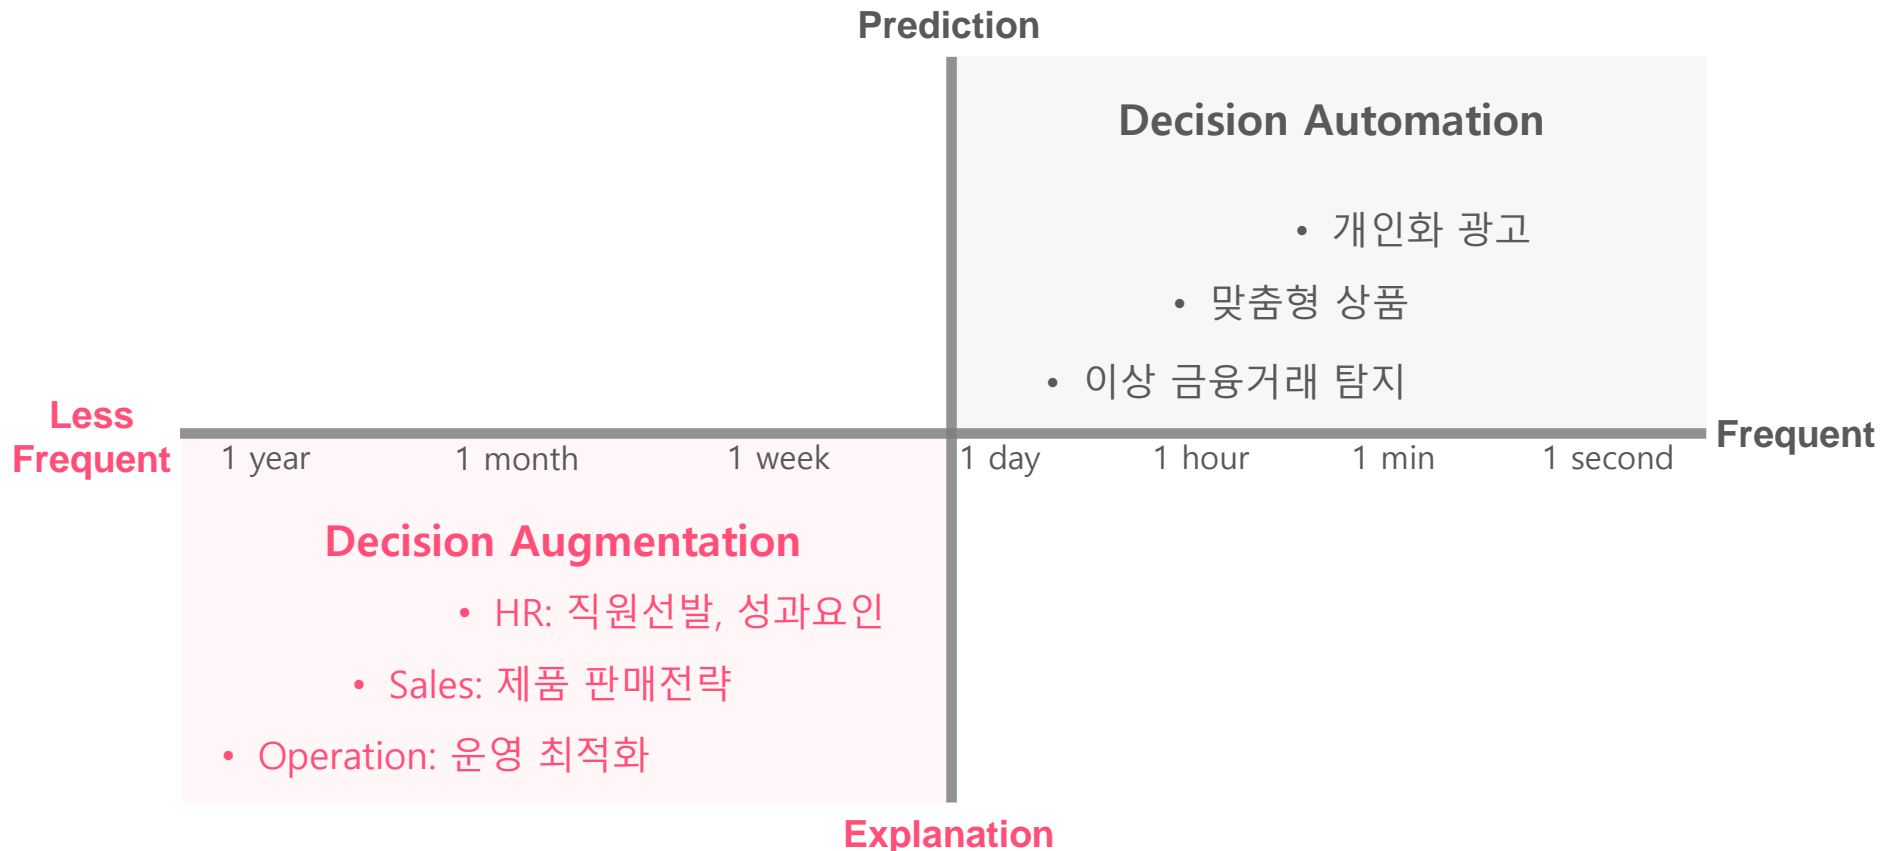 Prediction
Decision Automation
• 개인화 광고
• 맞춤형 상품
• 이상 금융거래 탐지
Less
Frequent
Frequent
1 year 1 month 1 week 1 day 1 hour 1 min 1 second
Decision Augmentation
• HR: 직원선발, 성과요인
• Sales: 제품 판매전략
• Operation: 운영 최적화
Explanation